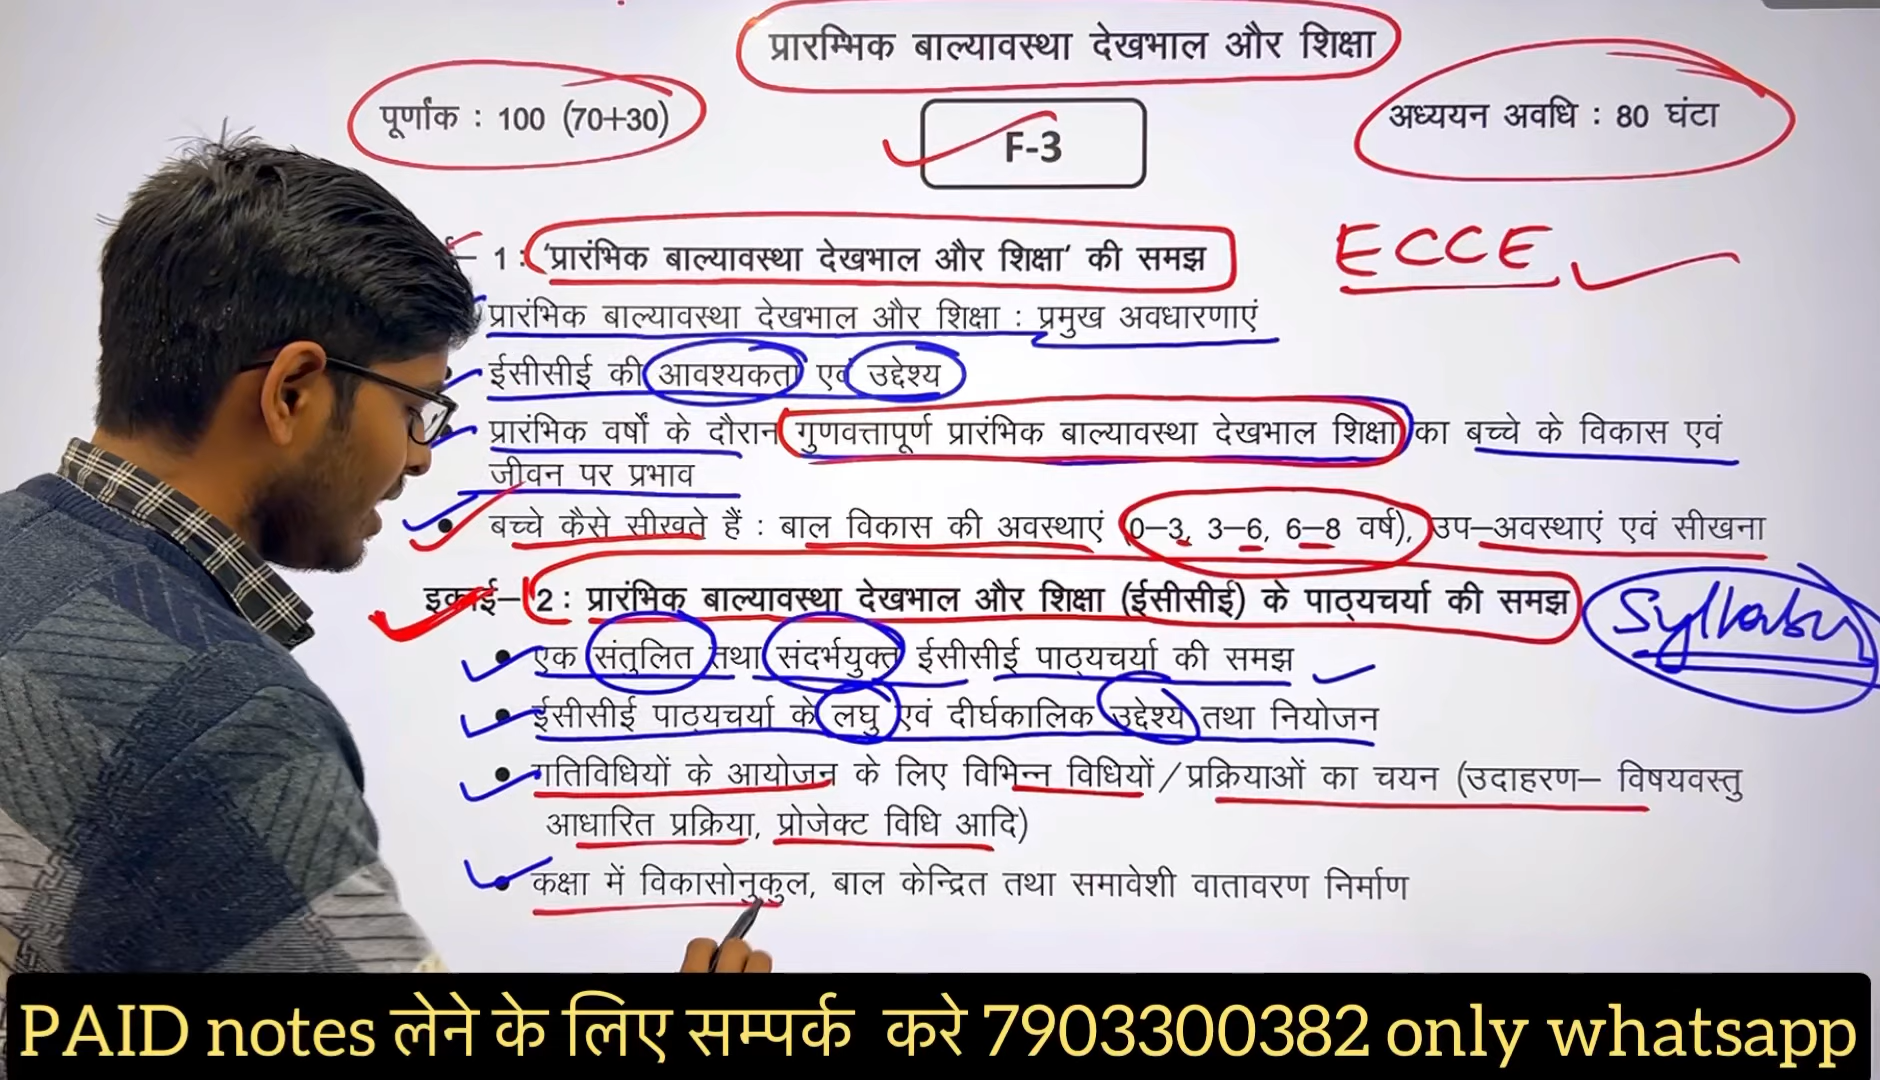 प्रारम्भिक बाल्यावस्था देखभाल और शिक्षा
पूर्णांक : 100 (70+30)
F-3
अध्ययन अवधि : 80 घंटा
1 : 'प्रारंभिक बाल्यावस्था देखभाल और शिक्षा' की समझ
ECCE
प्रारंभिक बाल्यावस्था देखभाल और शिक्षा : प्रमुख अवधारणाएं
ईसीसीई की आवश्यकता एवं उद्देश्य
प्रारंभिक वर्षों के दौरान गुणवत्तापूर्ण प्रारंभिक बाल्यावस्था देखभाल शिक्षा का बच्चे के विकास एवं
जीवन पर प्रभाव
• बच्चे कैसे सीखते हैं : बाल विकास की अवस्थाएं (0–3, 3–6, 6–8 वर्ष), उप–अवस्थाएं एवं सीखना
इकाई– 2 : प्रारंभिक बाल्यावस्था देखभाल और शिक्षा (ईसीसीई) के पाठ्यचर्या की समझ
Syllabus
• एक संतुलित तथा संदर्भयुक्त ईसीसीई पाठ्यचर्या की समझ
• ईसीसीई पाठ्यचर्या के लघु एवं दीर्घकालिक उद्देश्य तथा नियोजन
• गतिविधियों के आयोजन के लिए विभिन्न विधियों/प्रक्रियाओं का चयन (उदाहरण– विषयवस्तु
आधारित प्रक्रिया, प्रोजेक्ट विधि आदि)
• कक्षा में विकासोनुकुल, बाल केन्द्रित तथा समावेशी वातावरण निर्माण
PAID notes लेने के लिए सम्पर्क करे 7903300382 only whatsapp